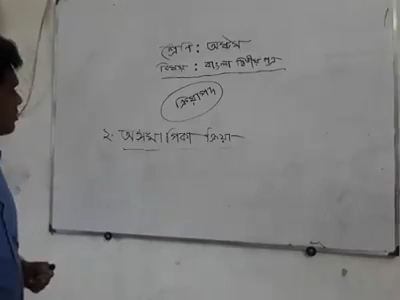 শ্রেণি : অষ্টম
বিষয় : বাংলা দ্বিতীয় পত্র
ক্রিয়াপদ
২. অসমাপিকা ক্রিয়া